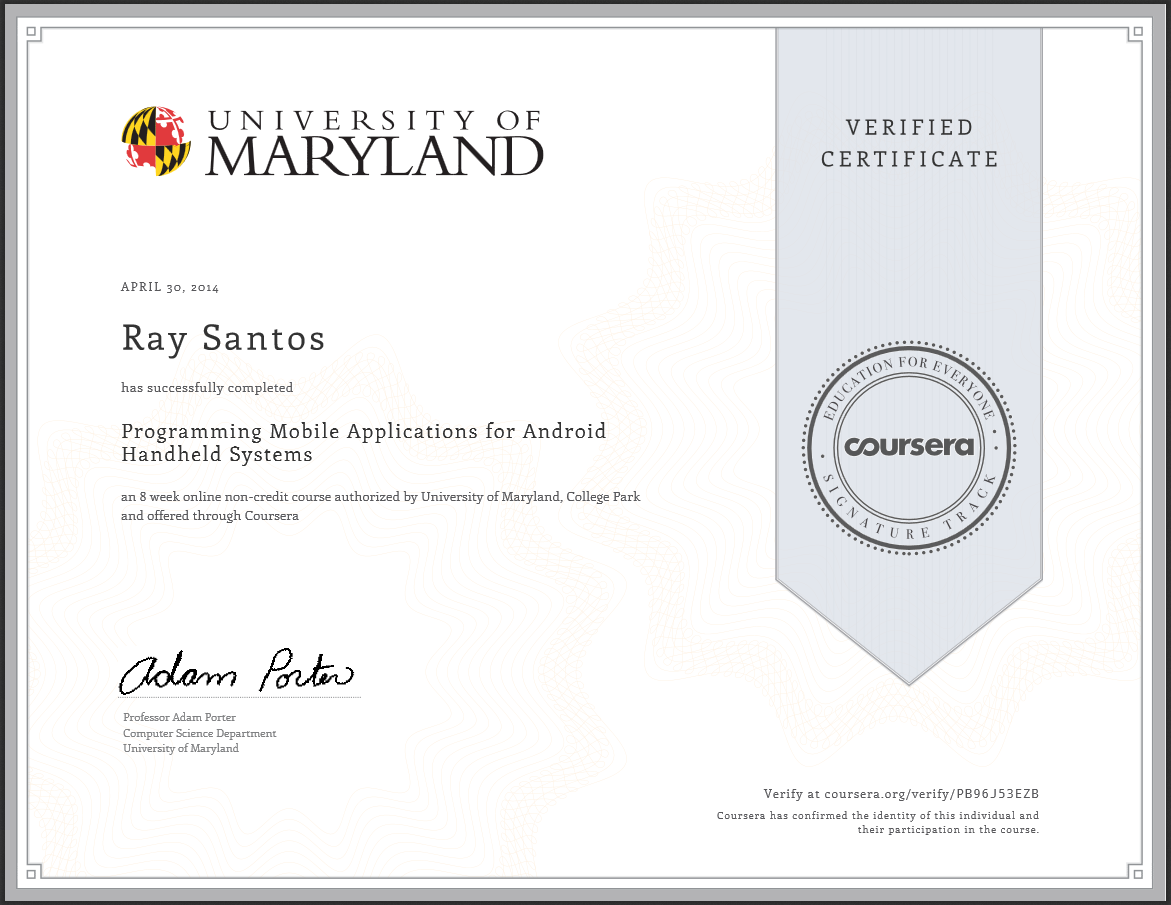 UNIVERSITY OF
MARYLAND
VERIFIED
CERTIFICATE
APRIL 30, 2014
Ray Santos
has successfully completed
Programming Mobile Applications for Android
Handheld Systems
an 8 week online non-credit course authorized by University of Maryland, College Park
and offered through Coursera
EDUCATION FOR EVERYONE
coursera
SIGNATURE TRACK
Adam Porter
Professor Adam Porter
Computer Science Department
University of Maryland
Verify at coursera.org/verify/PB96J53EZB
Coursera has confirmed the identity of this individual and
their participation in the course.